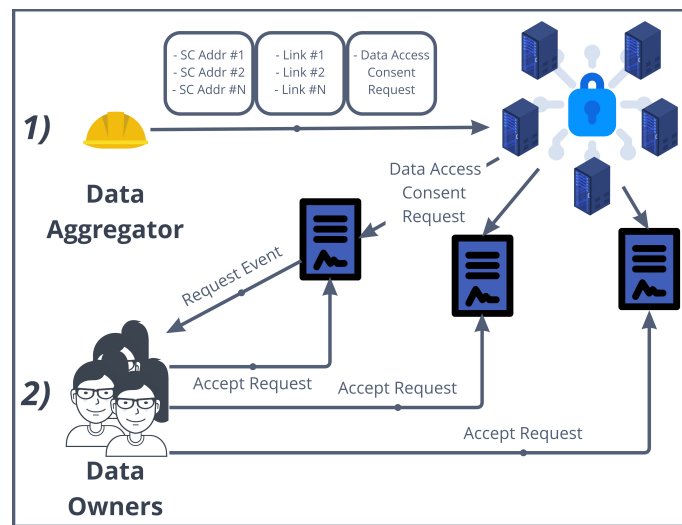 1)
- SC Addr #1
- SC Addr #2
- SC Addr #N
- Link #1
- Link #2
- Link #N
- Data Access
Consent
Request
Data
Aggregator
Data Access
Consent
Request
Request Event
2)
Accept Request
Accept Request
Accept Request
Data
Owners